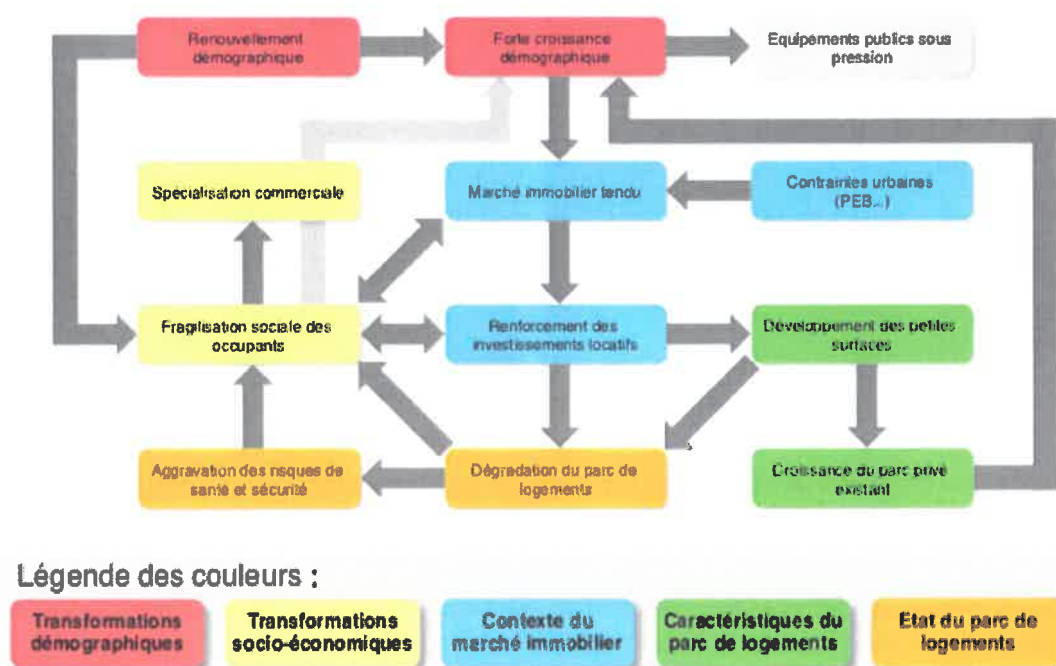 Renouvellement
démographique
Forte croissance
démographique
Equipements publics sous
pression
Spécialisation commerciale
Marché immobilier tendu
Contraintes urbaines
(PEB...)
Fragilisation sociale des
occupants
Renforcement des
investissements locatifs
Développement des petites
surfaces
Aggravation des risques de
santé et sécurité
Dégradation du parc de
logements
Croissance du parc privé
existant
Légende des couleurs :
Transformations
démographiques
Transformations
socio-économiques
Contexte du
marché immobilier
Caractéristiques du
parc de logements
Etat du parc de
logements